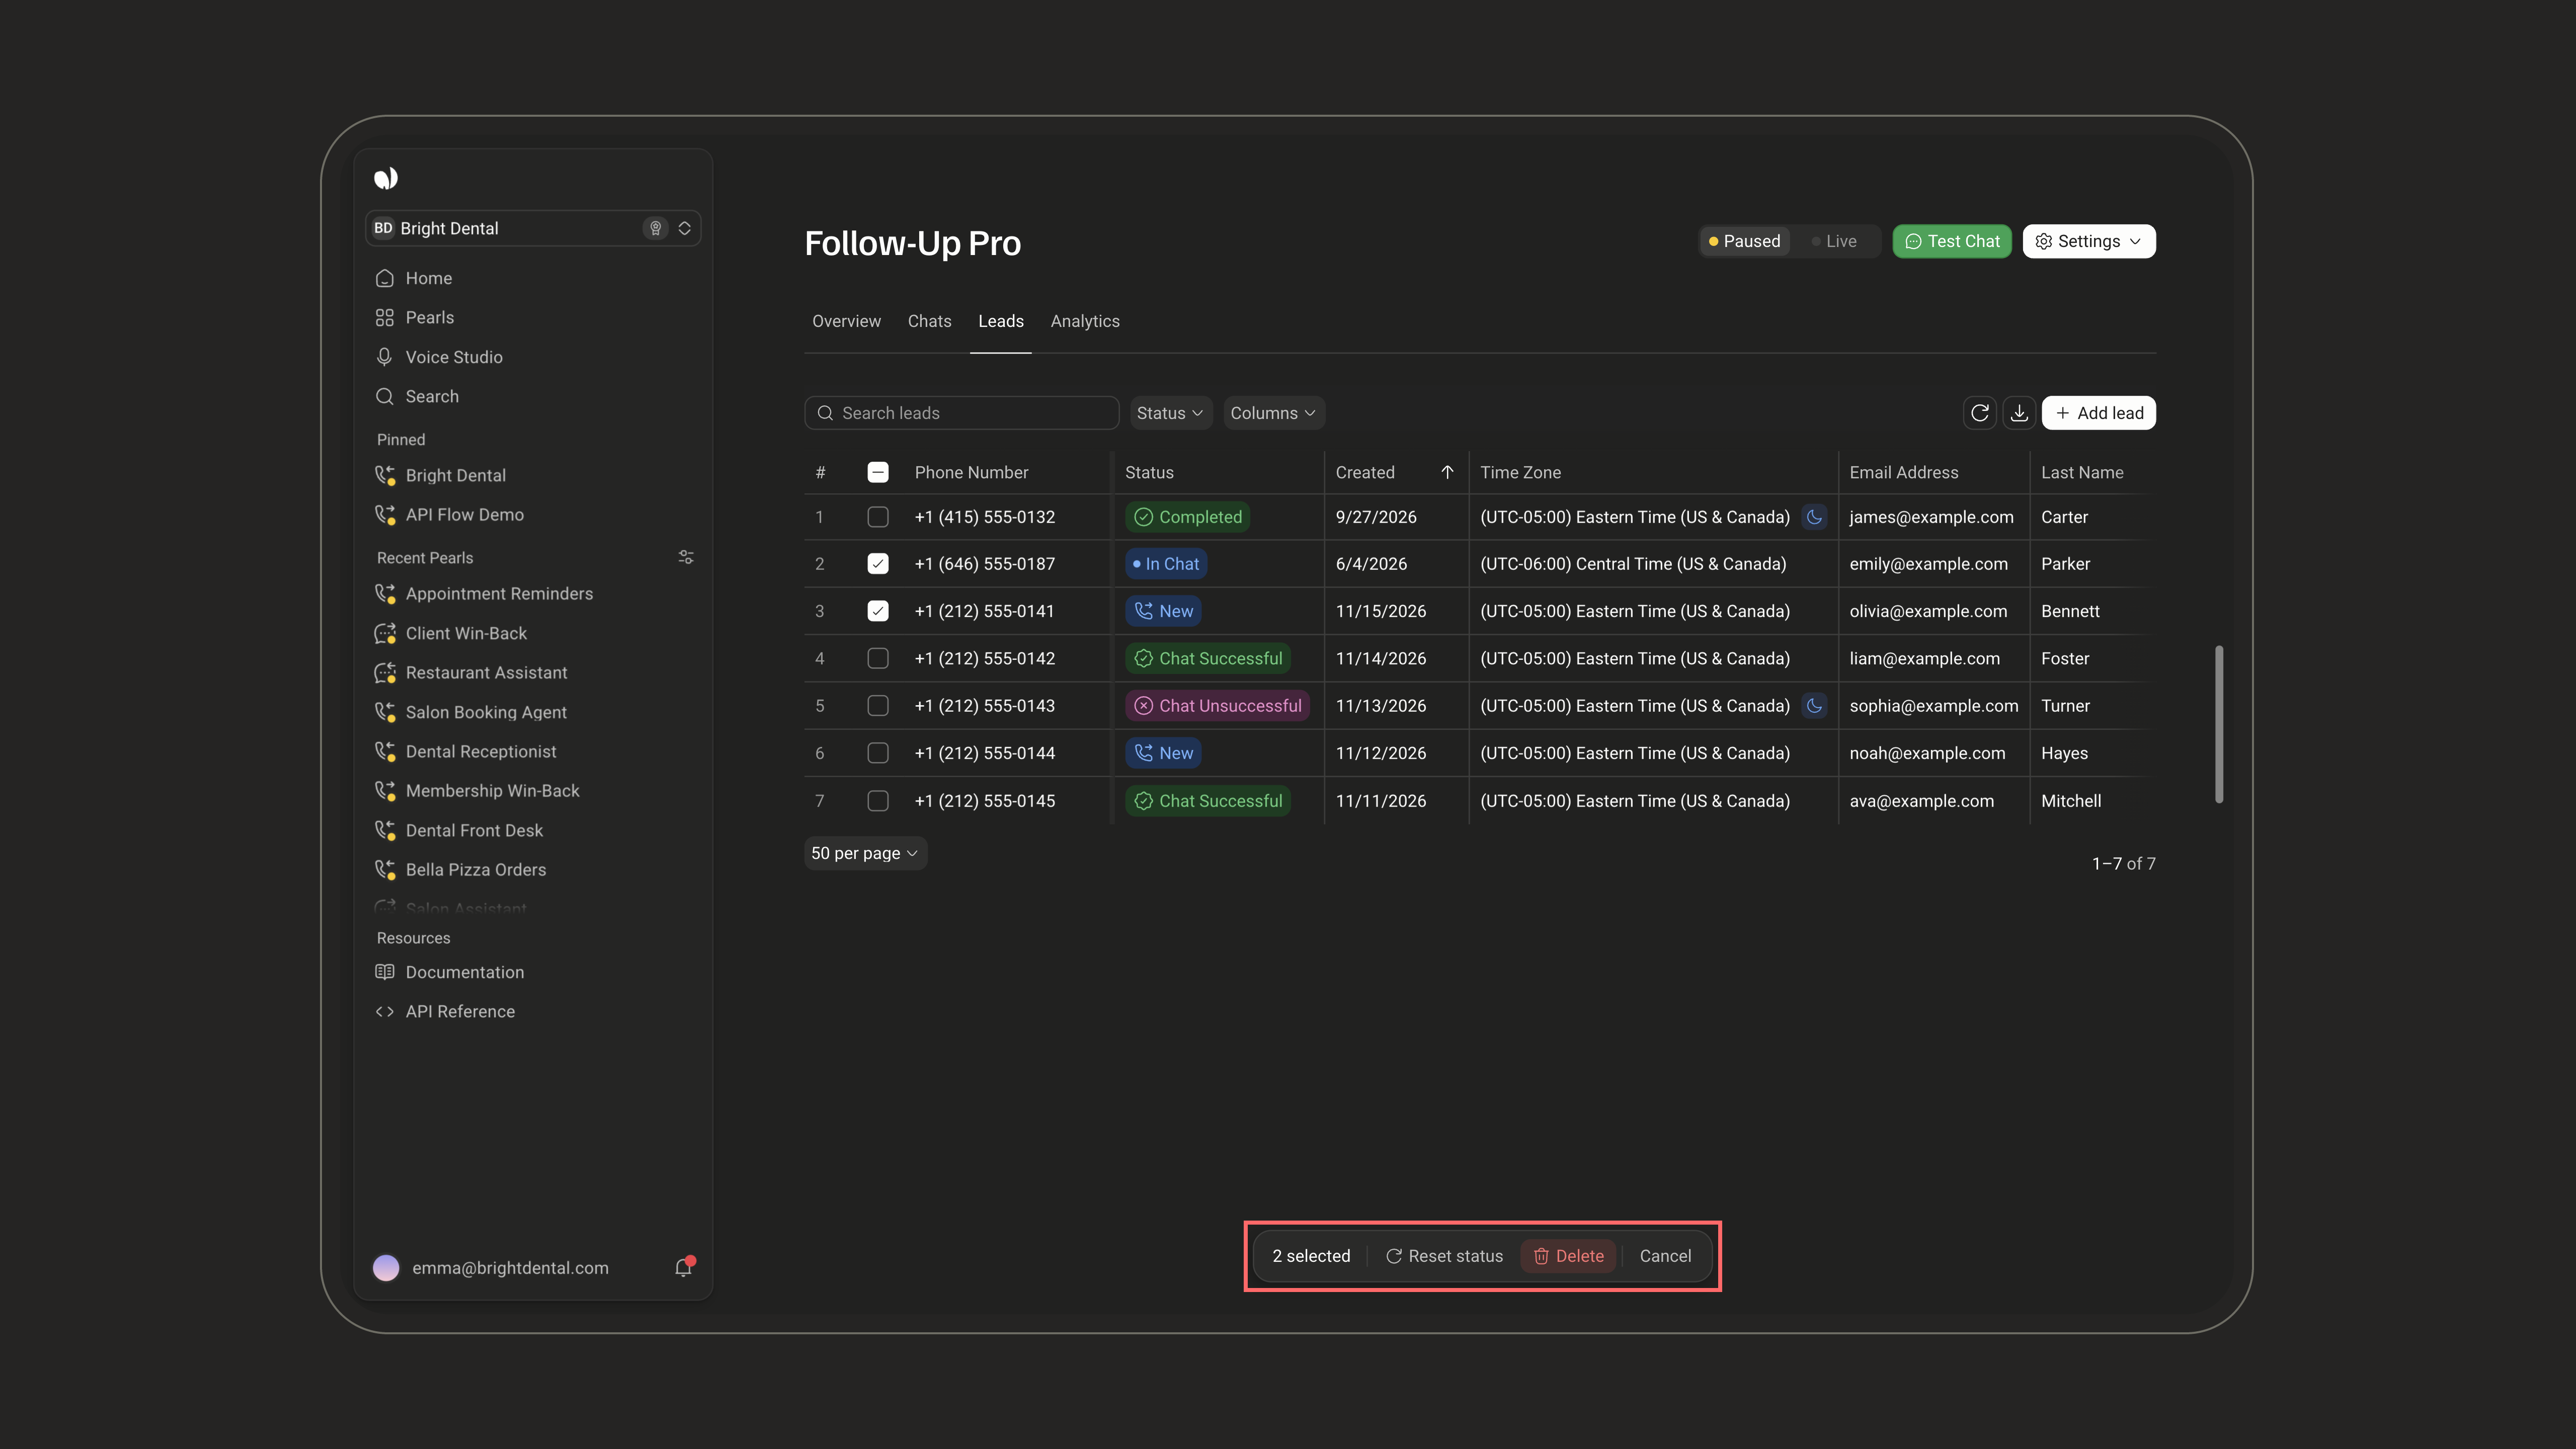 BD Bright Dental
Home
Pearls
Voice Studio
Search
Pinned
Bright Dental
API Flow Demo
Recent Pearls
Appointment Reminders
Client Win-Back
Restaurant Assistant
Salon Booking Agent
Dental Receptionist
Membership Win-Back
Dental Front Desk
Bella Pizza Orders
Salon Assistant
Resources
Documentation
API Reference
emma@brightdental.com
Follow-Up Pro
Paused Live Test Chat Settings
Overview Chats Leads Analytics
Search leads Status Columns Add lead
# Phone Number Status Created Time Zone Email Address Last Name
1 +1 (415) 555-0132 Completed 9/27/2026 (UTC-05:00) Eastern Time (US & Canada) james@example.com Carter
2 +1 (646) 555-0187 In Chat 6/4/2026 (UTC-06:00) Central Time (US & Canada) emily@example.com Parker
3 +1 (212) 555-0141 New 11/15/2026 (UTC-05:00) Eastern Time (US & Canada) olivia@example.com Bennett
4 +1 (212) 555-0142 Chat Successful 11/14/2026 (UTC-05:00) Eastern Time (US & Canada) liam@example.com Foster
5 +1 (212) 555-0143 Chat Unsuccessful 11/13/2026 (UTC-05:00) Eastern Time (US & Canada) sophia@example.com Turner
6 +1 (212) 555-0144 New 11/12/2026 (UTC-05:00) Eastern Time (US & Canada) noah@example.com Hayes
7 +1 (212) 555-0145 Chat Successful 11/11/2026 (UTC-05:00) Eastern Time (US & Canada) ava@example.com Mitchell
50 per page
1–7 of 7
2 selected Reset status Delete Cancel